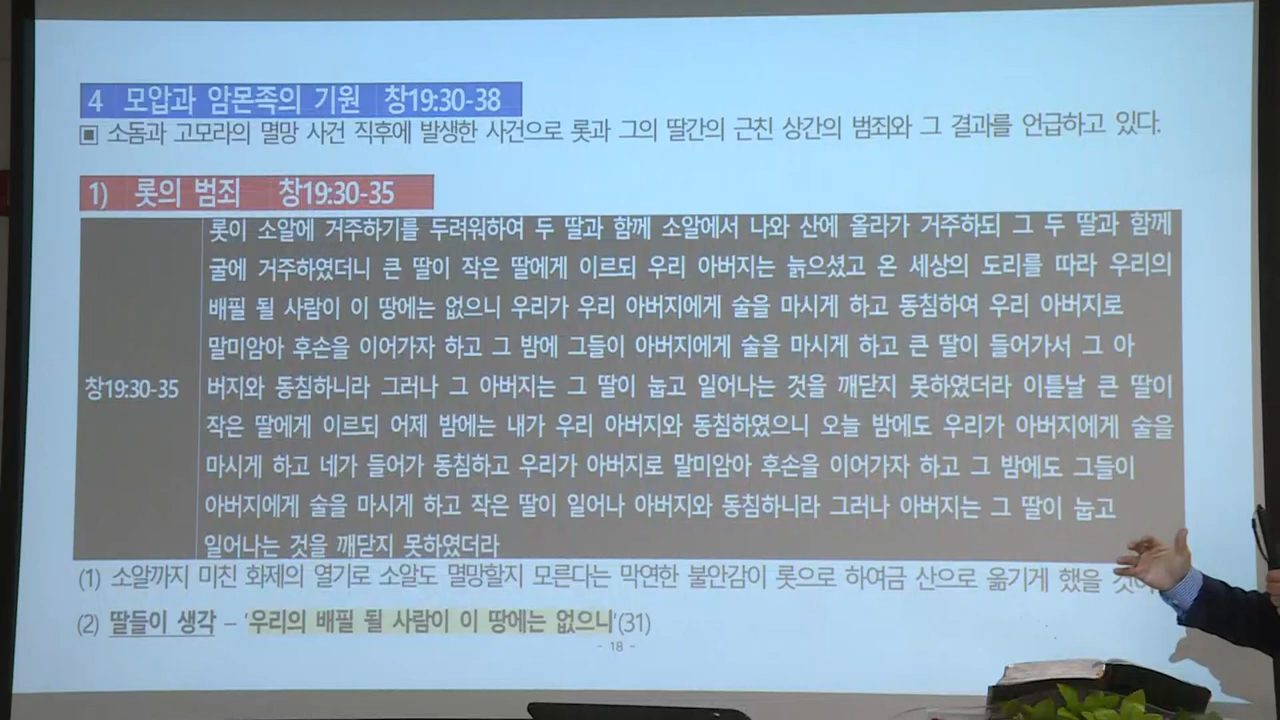 4 모압과 암몬족의 기원 창19:30-38
▣ 소돔과 고모라의 멸망 사건 직후에 발생한 사건으로 롯과 그의 딸간의 근친 상간의 범죄와 그 결과를 언급하고 있다.
1) 롯의 범죄 창19:30-35
롯이 소알에 거주하기를 두려워하여 두 딸과 함께 소알에서 나와 산에 올라가 거주하되 그 두 딸과 함께
굴에 거주하였더니 큰 딸이 작은 딸에게 이르되 우리 아버지는 늙으셨고 온 세상의 도리를 따라 우리의
배필 될 사람이 이 땅에는 없으니 우리가 우리 아버지에게 술을 마시게 하고 동침하여 우리 아버지로
말미암아 후손을 이어가자 하고 그 밤에 그들이 아버지에게 술을 마시게 하고 큰 딸이 들어가서 그 아
창19:30-35 버지와 동침하니라 그러나 그 아버지는 그 딸이 눕고 일어나는 것을 깨닫지 못하였더라 이튿날 큰 딸이
작은 딸에게 이르되 어제 밤에는 내가 우리 아버지와 동침하였으니 오늘 밤에도 우리가 아버지에게 술을
마시게 하고 네가 들어가 동침하고 우리가 아버지로 말미암아 후손을 이어가자 하고 그 밤에도 그들이
아버지에게 술을 마시게 하고 작은 딸이 일어나 아버지와 동침하니라 그러나 아버지는 그 딸이 눕고
일어나는 것을 깨닫지 못하였더라
(1) 소알까지 미친 화제의 열기로 소알도 멸망할지 모른다는 막연한 불안감이 롯으로 하여금 산으로 옮기게 했을
(2) 딸들이 생각 – '우리의 배필 될 사람이 이 땅에는 없으니'(31)
- 18 -